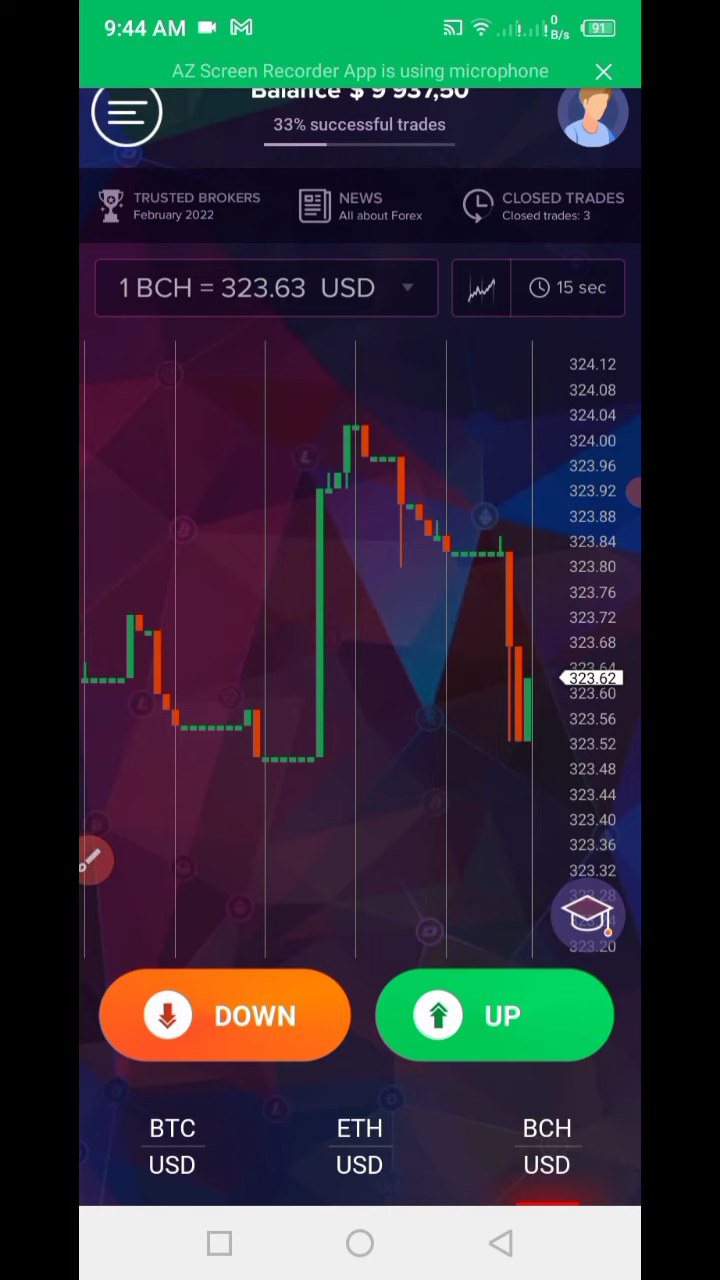 9:44 AM
0
B/s
91
AZ Screen Recorder App is using microphone
Balance $ 9 937,50
33% successful trades
TRUSTED BROKERS
February 2022
NEWS
All about Forex
CLOSED TRADES
Closed trades: 3
1 BCH = 323.63 USD
15 sec
324.12
324.08
324.04
324.00
323.96
323.92
323.88
323.84
323.80
323.76
323.72
323.68
323.64
323.62
323.60
323.56
323.52
323.48
323.44
323.40
323.36
323.32
323.28
323.20
DOWN
UP
BTC
USD
ETH
USD
BCH
USD